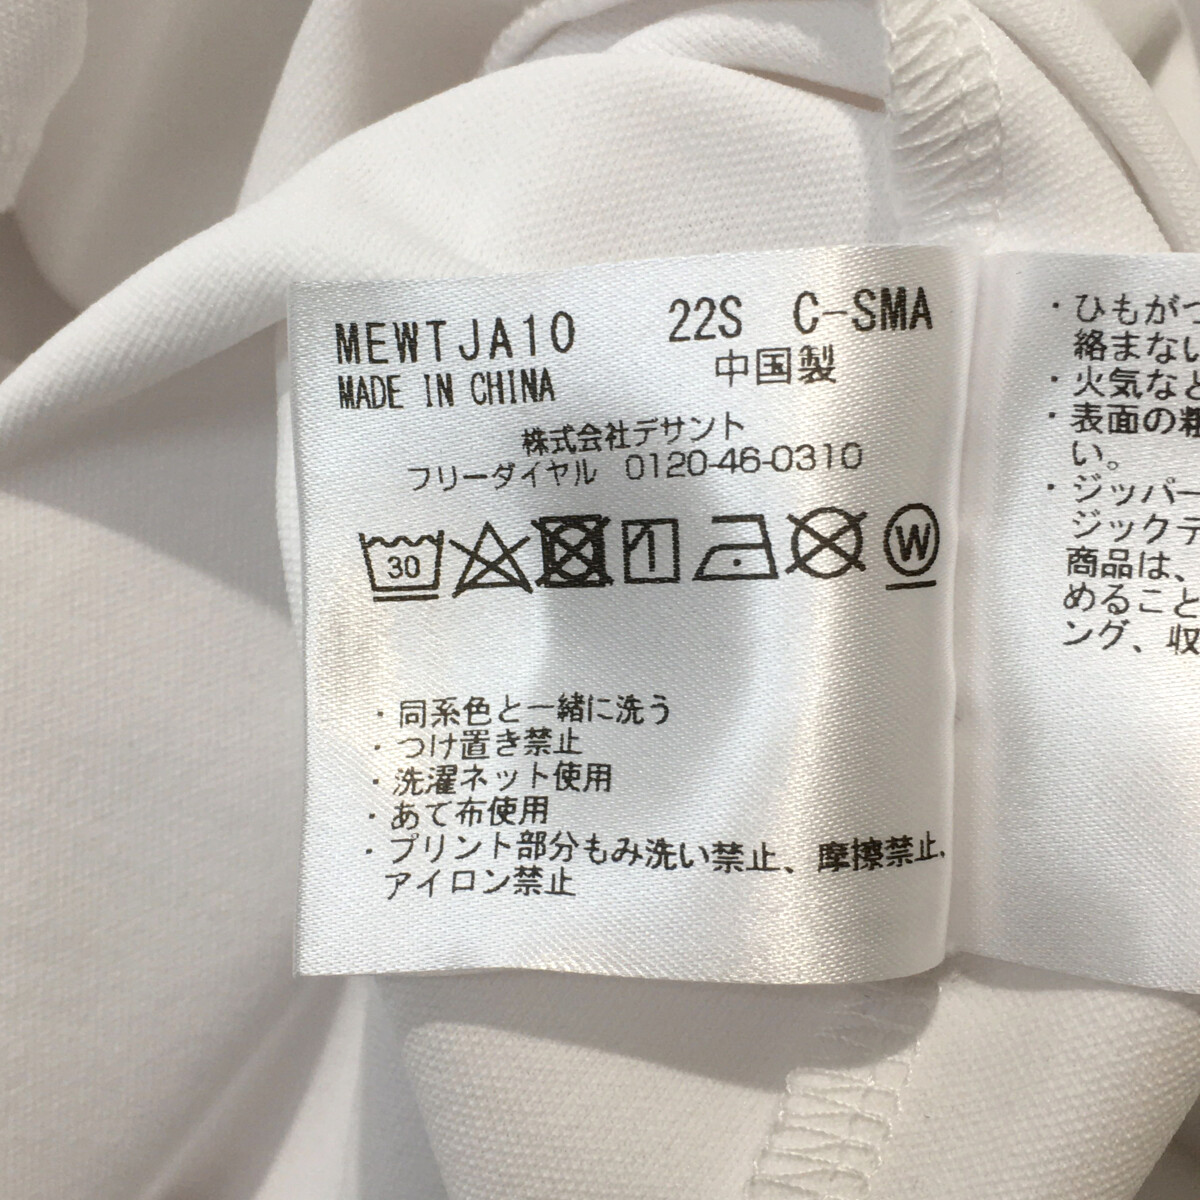 MEWTJA10 22S C-SMA
MADE IN CHINA 中国製
株式会社デサント
フリーダイヤル 0120-46-0310
30
W
・同系色と一緒に洗う
・つけ置き禁止
・洗濯ネット使用
・あて布使用
・プリント部分もみ洗い禁止、摩擦禁止、
アイロン禁止
・ひもが
絡まない
・火気など
・表面の粗
い。
・ジッパー
ジックテ
商品は、
めること
ング、収